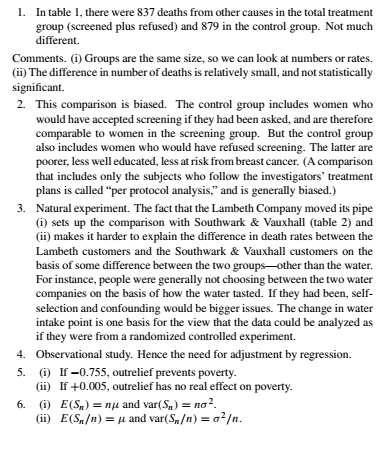 1. In table 1, there were 837 deaths from other causes in the total treatment
group (screened plus refused) and 879 in the control group. Not much
different.
Comments. (i) Groups are the same size, so we can look at numbers or rates.
(ii) The difference in number of deaths is relatively small, and not statistically
significant.
2. This comparison is biased. The control group includes women who
would have accepted screening if they had been asked, and are therefore
comparable to women in the screening group. But the control group
also includes women who would have refused screening. The latter are
poorer, less well educated, less at risk from breast cancer. (A comparison
that includes only the subjects who follow the investigators' treatment
plans is called “per protocol analysis,” and is generally biased.)
3. Natural experiment. The fact that the Lambeth Company moved its pipe
(i) sets up the comparison with Southwark & Vauxhall (table 2) and
(ii) makes it harder to explain the difference in death rates between the
Lambeth customers and the Southwark & Vauxhall customers on the
basis of some difference between the two groups—other than the water.
For instance, people were generally not choosing between the two water
companies on the basis of how the water tasted. If they had been, self-
selection and confounding would be bigger issues. The change in water
intake point is one basis for the view that the data could be analyzed as
if they were from a randomized controlled experiment.
4. Observational study. Hence the need for adjustment by regression.
5. (i) If −0.755, outrelief prevents poverty.
(ii) If +0.005, outrelief has no real effect on poverty.
6. (i) E(Sₙ) = nμ and var(Sₙ) = nσ².
(ii) E(Sₙ/n) = μ and var(Sₙ/n) = σ²/n.